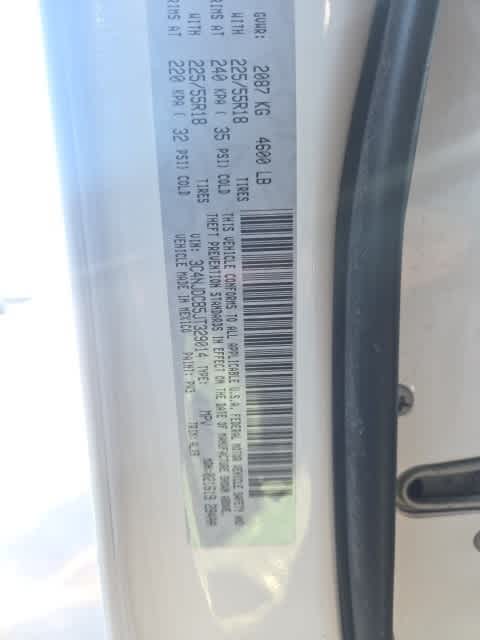 GVWR: 2087 KG 4600 LB
WITH 225/55R18 TIRES
RIMS AT 240 KPA ( 35 PSI) COLD
WITH 225/55R18 TIRES
RIMS AT 220 KPA ( 32 PSI) COLD
THIS VEHICLE CONFORMS TO ALL APPLICABLE U.S.A. FEDERAL MOTOR VEHICLE SAFETY AND
THEFT PREVENTION STANDARDS IN EFFECT ON THE DATE OF MANUFACTURE SHOWN ABOVE.
VIN: 3C4NJDCB5JT329014 TYPE: MPV
VEHICLE MADE IN MEXICO PAINT: PX3 TRIM: